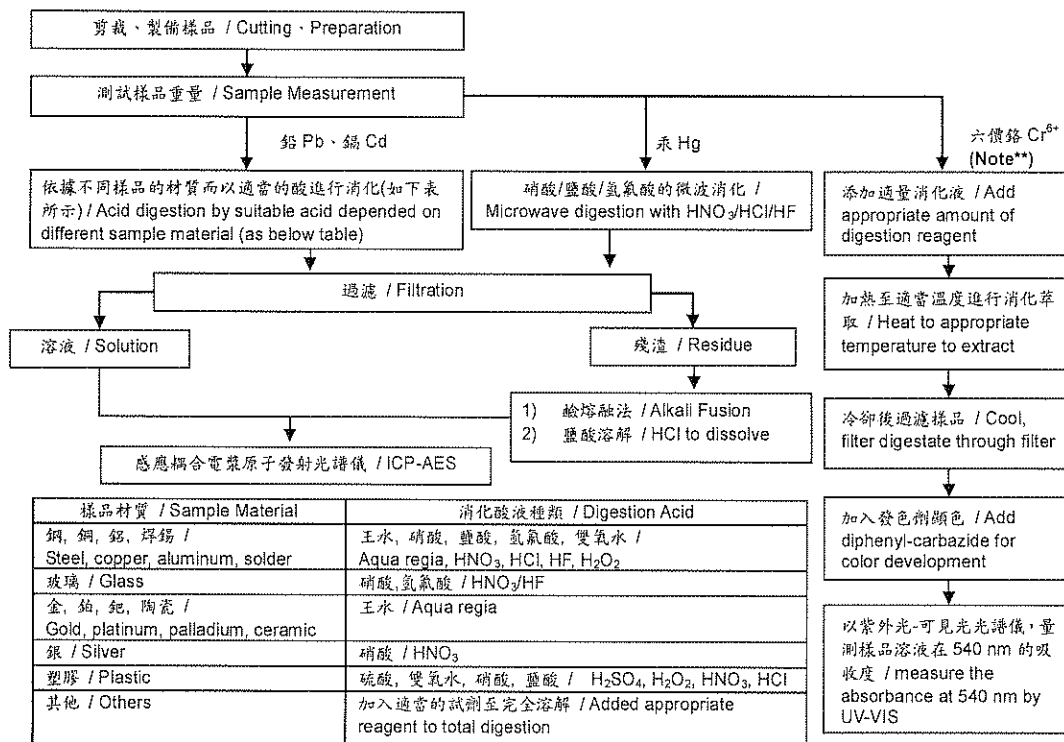 剪裁、製備樣品 / Cutting、Preparation
測試樣品重量 / Sample Measurement
鉛 Pb、鎘 Cd
汞 Hg
六價鉻 Cr6+
(Note**)
依據不同樣品的材質而以適當的酸進行消化(如下表
所示) / Acid digestion by suitable acid depended on
different sample material (as below table)
硝酸/鹽酸/氫氟酸的微波消化 /
Microwave digestion with HNO3/HCl/HF
添加適量消化液 / Add
appropriate amount of
digestion reagent
過濾 / Filtration
加熱至適當溫度進行消化萃
取 / Heat to appropriate
temperature to extract
溶液 / Solution
殘渣 / Residue
1) 鹼熔融法 / Alkali Fusion
2) 鹽酸溶解 / HCl to dissolve
冷卻後過濾樣品 / Cool,
filter digestate through filter
感應耦合電漿原子發射光譜儀 / ICP-AES
樣品材質 / Sample Material 消化酸液種類 / Digestion Acid
鋼, 銅, 鋁, 焊錫 / 王水, 硝酸, 鹽酸, 氫氟酸, 雙氧水 /
Steel, copper, aluminum, solder Aqua regia, HNO3, HCl, HF, H2O2
玻璃 / Glass 硝酸,氫氟酸 / HNO3/HF
金, 鉑, 鈀, 陶瓷 / 王水 / Aqua regia
Gold, platinum, palladium, ceramic
銀 / Silver 硝酸 / HNO3
塑膠 / Plastic 硫酸, 雙氧水, 硝酸, 鹽酸 / H2SO4, H2O2, HNO3, HCl
其他 / Others 加入適當的試劑至完全溶解 / Added appropriate
reagent to total digestion
加入發色劑顯色 / Add
diphenyl-carbazide for
color development
以紫外光-可見光光譜儀,量
測樣品溶液在 540 nm 的吸
收度 / measure the
absorbance at 540 nm by
UV-VIS